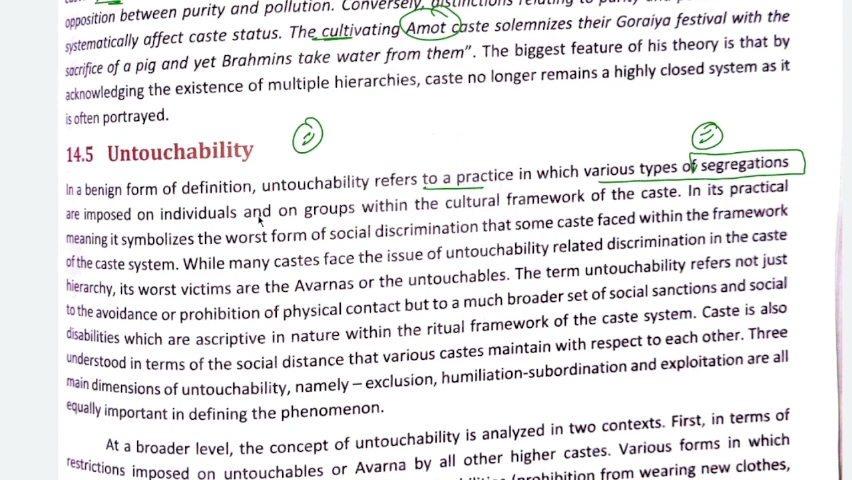 opposition between purity and pollution. Conversely, distinctions relating to purity and
systematically affect caste status. The cultivating Amot caste solemnizes their Goraiya festival with the
sacrifice of a pig and yet Brahmins take water from them”. The biggest feature of his theory is that by
acknowledging the existence of multiple hierarchies, caste no longer remains a highly closed system as it
is often portrayed.
14.5 Untouchability
In a benign form of definition, untouchability refers to a practice in which various types of segregations
are imposed on individuals and on groups within the cultural framework of the caste. In its practical
meaning it symbolizes the worst form of social discrimination that some caste faced within the framework
of the caste system. While many castes face the issue of untouchability related discrimination in the caste
hierarchy, its worst victims are the Avarnas or the untouchables. The term untouchability refers not just
to the avoidance or prohibition of physical contact but to a much broader set of social sanctions and social
disabilities which are ascriptive in nature within the ritual framework of the caste system. Caste is also
understood in terms of the social distance that various castes maintain with respect to each other. Three
main dimensions of untouchability, namely – exclusion, humiliation-subordination and exploitation are all
equally important in defining the phenomenon.
At a broader level, the concept of untouchability is analyzed in two contexts. First, in terms of
restrictions imposed on untouchables or Avarna by all other higher castes. Various forms in which
(prohibition from wearing new clothes,